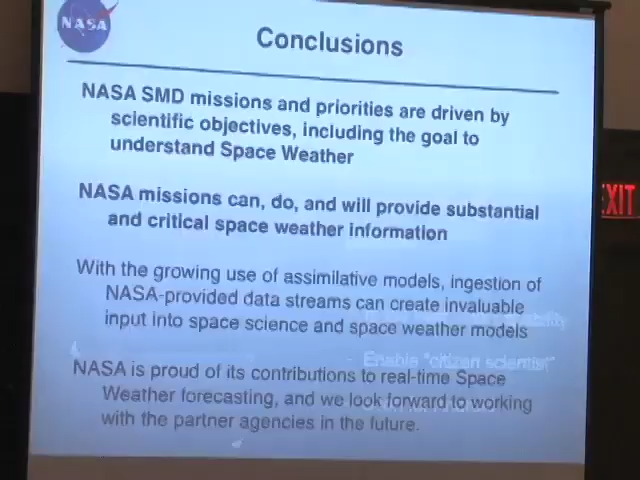 NASA
Conclusions
NASA SMD missions and priorities are driven by
scientific objectives, including the goal to
understand Space Weather
NASA missions can, do, and will provide substantial
and critical space weather information
With the growing use of assimilative models, ingestion of
NASA-provided data streams can create invaluable
input into space science and space weather models
Enable "citizen scientist"
NASA is proud of its contributions to real-time Space
Weather forecasting, and we look forward to working
with the partner agencies in the future.
EXIT